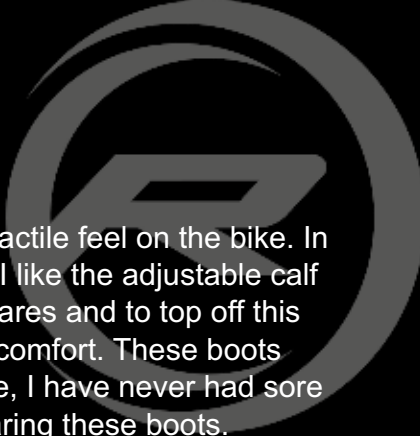 actile feel on the bike. In
I like the adjustable calf
ares and to top off this
comfort. These boots
e, I have never had sore
aring these boots.